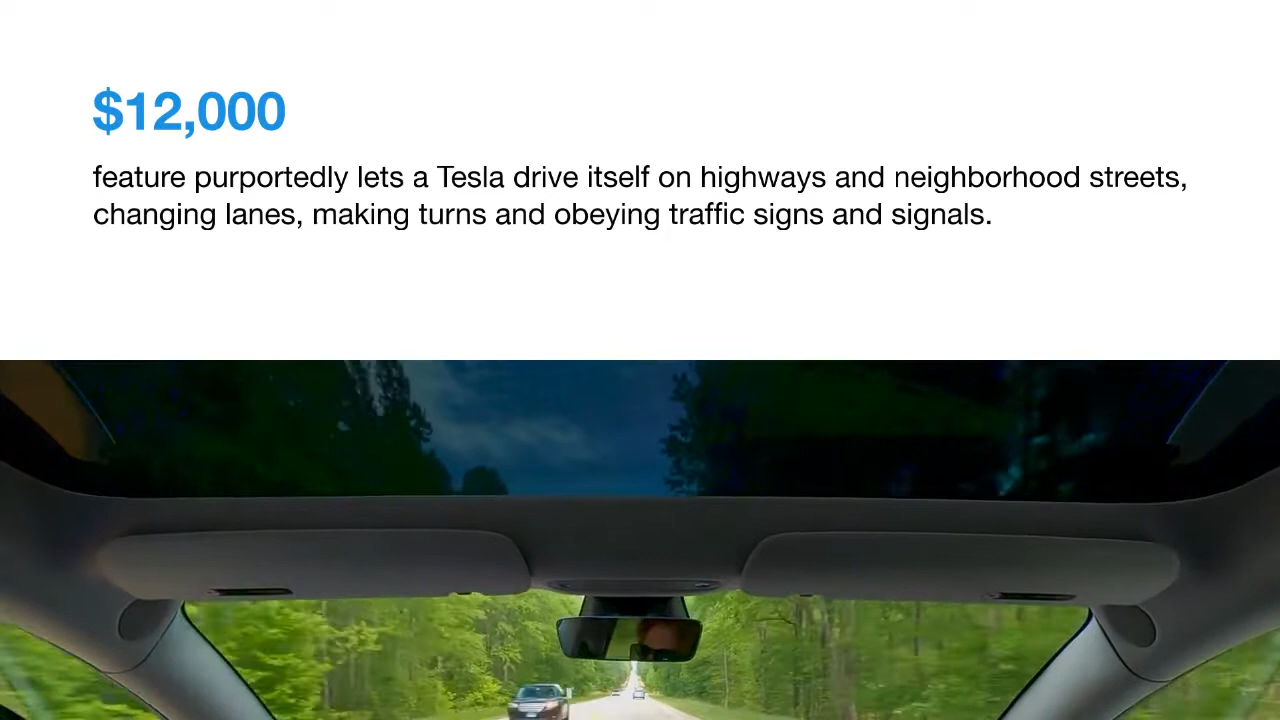 $12,000
feature purportedly lets a Tesla drive itself on highways and neighborhood streets,
changing lanes, making turns and obeying traffic signs and signals.